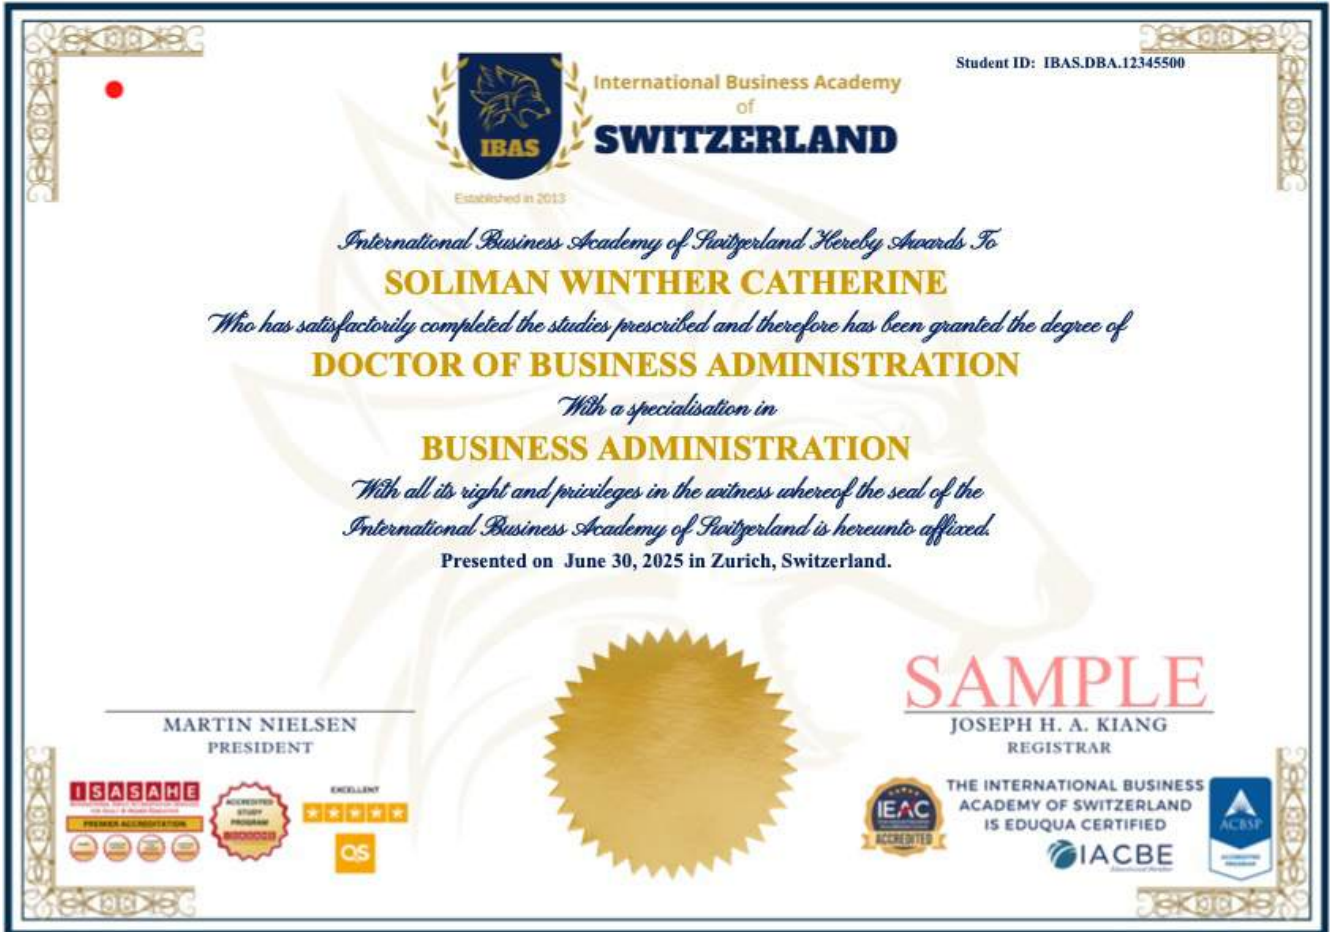 Student ID: IBAS.DBA.12345500
International Business Academy
of
SWITZERLAND
IBAS
Established in 2013
International Business Academy of Switzerland Hereby Awards To
SOLIMAN WINTHER CATHERINE
Who has satisfactorily completed the studies prescribed and therefore has been granted the degree of
DOCTOR OF BUSINESS ADMINISTRATION
With a specialisation in
BUSINESS ADMINISTRATION
With all its right and privileges in the witness whereof the seal of the
International Business Academy of Switzerland is hereunto affixed.
Presented on June 30, 2025 in Zurich, Switzerland.
SAMPLE
MARTIN NIELSEN
PRESIDENT
JOSEPH H. A. KIANG
REGISTRAR
ISASAHE
PREMIER ACCREDITATION
ACCREDITED
STUDY
PROGRAM
EXCELLENT
QS
IEAC
ACCREDITED
THE INTERNATIONAL BUSINESS
ACADEMY OF SWITZERLAND
IS EDUQUA CERTIFIED
IACBE
ACBSP
ACCREDITED
PROGRAM